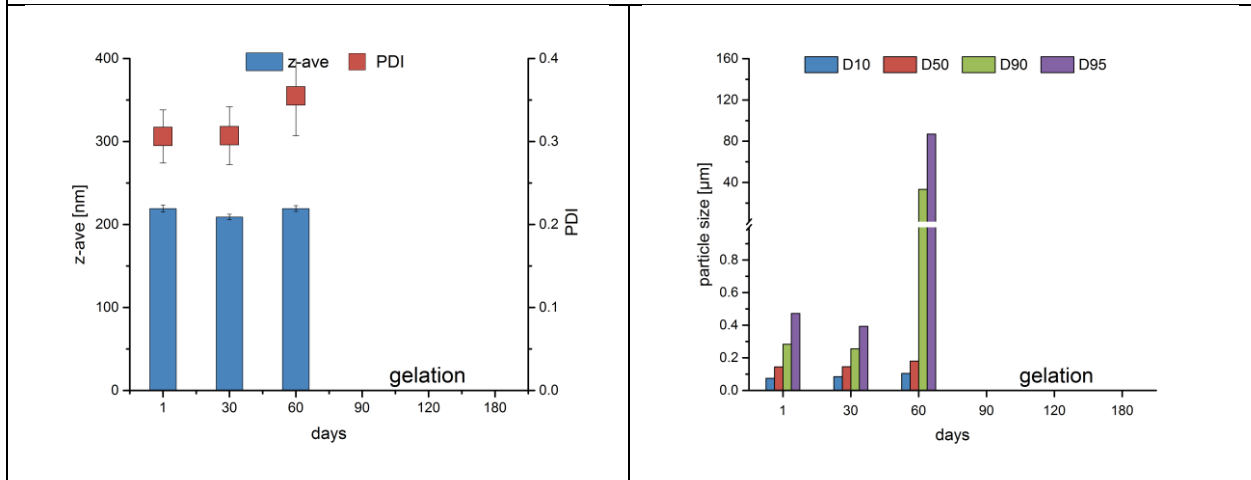 z-ave PDI
400
300
200
100
0
z-ave [nm]
0.4
0.3
0.2
0.1
0.0
PDI
gelation
1 30 60 90 120 180
days
D10 D50 D90 D95
160
120
80
40
0.8
0.6
0.4
0.2
0.0
particle size [µm]
gelation
1 30 60 90 120 180
days